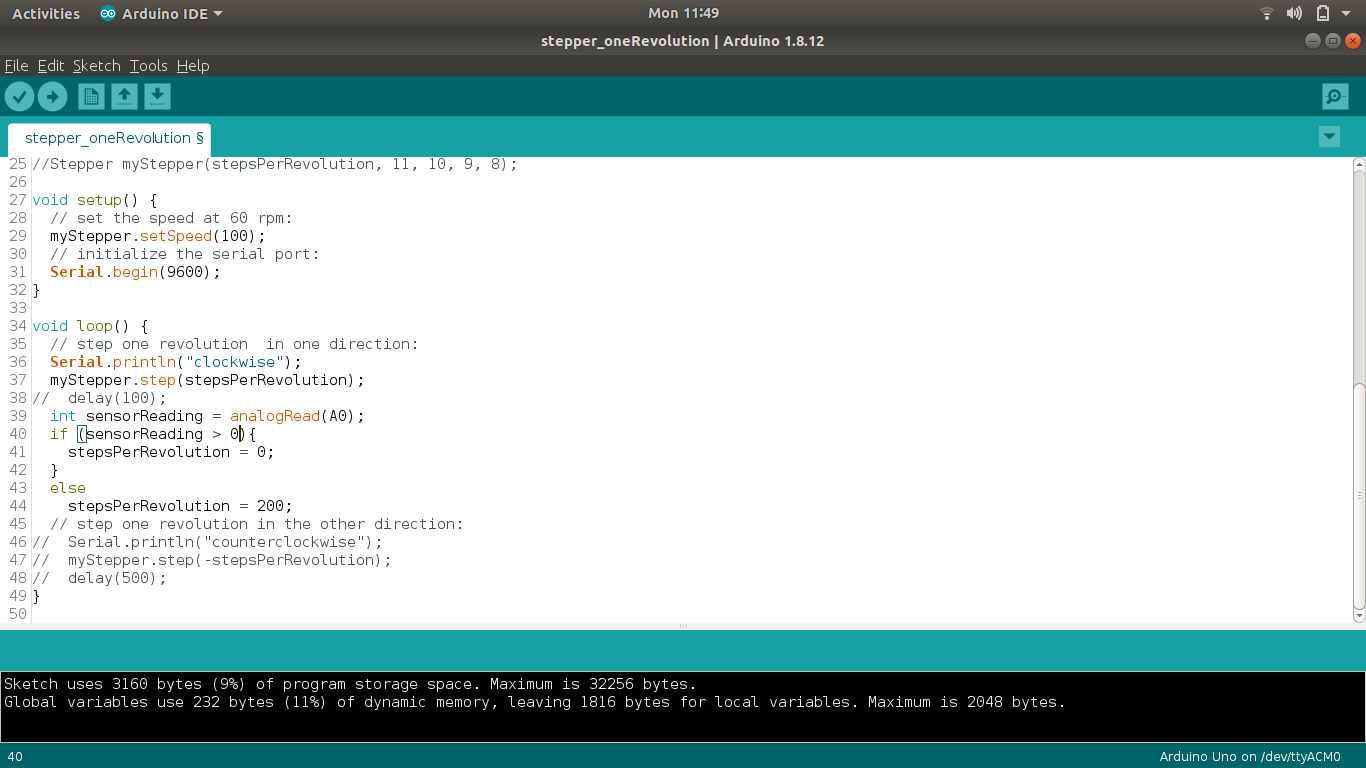 Activities Arduino IDE Mon 11:49
stepper_oneRevolution | Arduino 1.8.12
File Edit Sketch Tools Help
stepper_oneRevolution §
25 //Stepper myStepper(stepsPerRevolution, 11, 10, 9, 8);
26
27 void setup() {
28   // set the speed at 60 rpm:
29   myStepper.setSpeed(100);
30   // initialize the serial port:
31   Serial.begin(9600);
32 }
33
34 void loop() {
35   // step one revolution  in one direction:
36   Serial.println("clockwise");
37   myStepper.step(stepsPerRevolution);
38 //  delay(100);
39   int sensorReading = analogRead(A0);
40   if (sensorReading > 0){
41     stepsPerRevolution = 0;
42   }
43   else
44     stepsPerRevolution = 200;
45   // step one revolution in the other direction:
46 //  Serial.println("counterclockwise");
47 //  myStepper.step(-stepsPerRevolution);
48 //  delay(500);
49 }
50
Sketch uses 3160 bytes (9%) of program storage space. Maximum is 32256 bytes.
Global variables use 232 bytes (11%) of dynamic memory, leaving 1816 bytes for local variables. Maximum is 2048 bytes.
40 Arduino Uno on /dev/ttyACM0